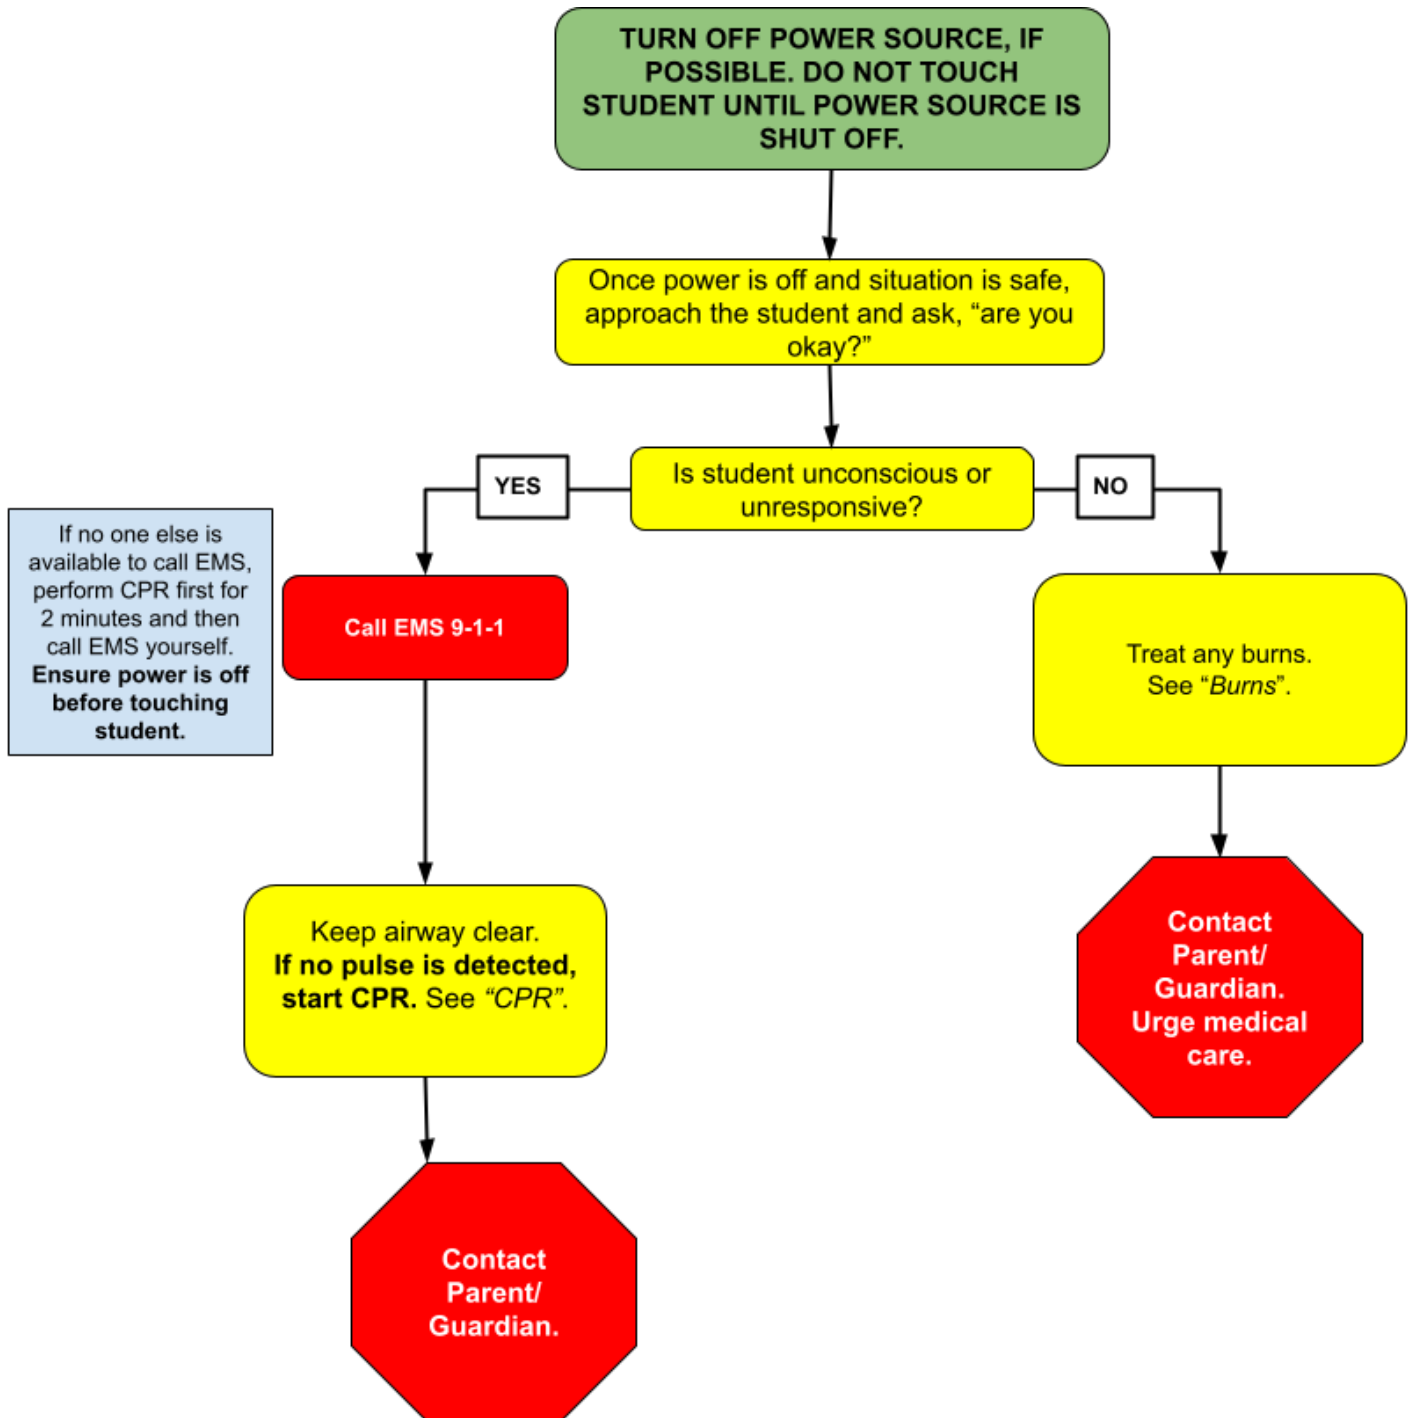 TURN OFF POWER SOURCE, IF
POSSIBLE. DO NOT TOUCH
STUDENT UNTIL POWER SOURCE IS
SHUT OFF.
Once power is off and situation is safe,
approach the student and ask, “are you
okay?”
Is student unconscious or
unresponsive?
YES
NO
If no one else is
available to call EMS,
perform CPR first for
2 minutes and then
call EMS yourself.
Ensure power is off
before touching
student.
Call EMS 9-1-1
Treat any burns.
See “Burns”.
Keep airway clear.
If no pulse is detected,
start CPR. See “CPR”.
Contact
Parent/
Guardian.
Urge medical
care.
Contact
Parent/
Guardian.